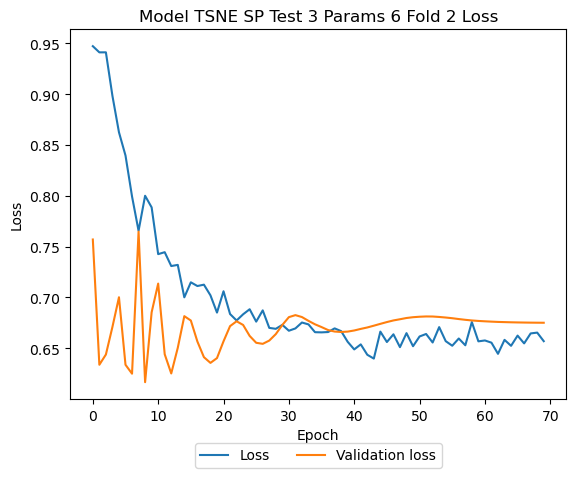 Model TSNE SP Test 3 Params 6 Fold 2 Loss
0.95
0.90
0.85
0.80
0.75
0.70
0.65
Loss
0 10 20 30 40 50 60 70
Epoch
Loss Validation loss